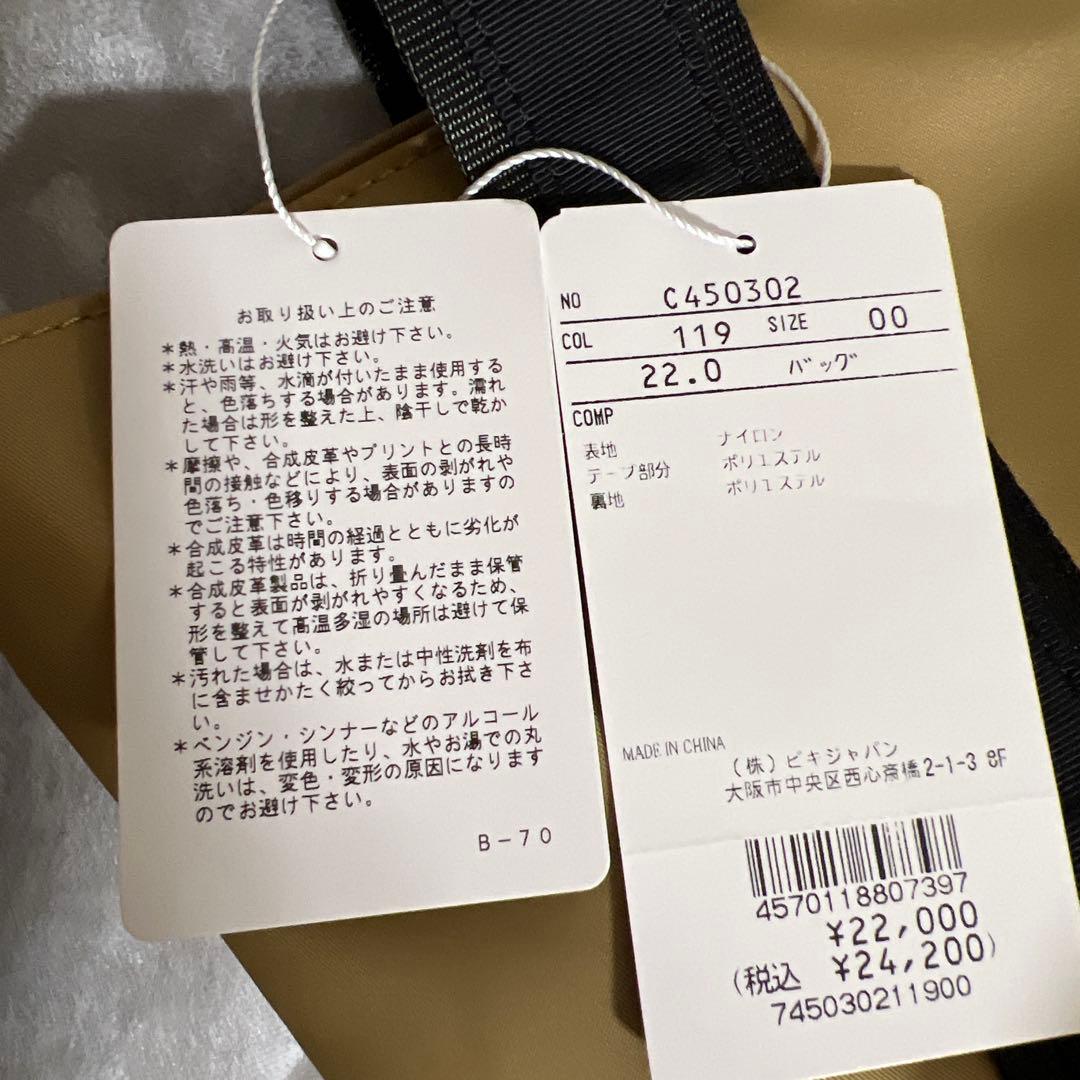 お取り扱い上のご注意
＊熱・高温・火気はお避け下さい。
＊水洗いはお避け下さい。
＊汗や雨等、水滴が付いたまま使用する
と、色落ちする場合があります。濡れ
た場合は形を整えた上、陰干しで乾か
して下さい。
＊摩擦や、合成皮革やプリントとの長時
間の接触などにより、表面の剥がれや
色落ち・色移りする場合がありますの
でご注意下さい。
＊合成皮革は時間の経過とともに劣化が
起こる特性があります。
＊合成皮革製品は、折り畳んだまま保管
すると表面が剥がれやすくなるため、
形を整えて高温多湿の場所は避けて保
管して下さい。
＊汚れた場合は、水または中性洗剤を布
に含ませかたく絞ってからお拭き下さ
い。
＊ベンジン・シンナーなどのアルコール
系溶剤を使用したり、水やお湯での丸
洗いは、変色・変形の原因になります
のでお避け下さい。
B-70
NO C450302
COL 119 SIZE 00
22.0 バッグ
COMP
表地 ナイロン
テープ部分 ポリエステル
裏地 ポリエステル
MADE IN CHINA
（株）ビキジャパン
大阪市中央区西心斎橋2-1-3 8F
4570118807397
¥22,000
(税込 ¥24,200)
745030211900